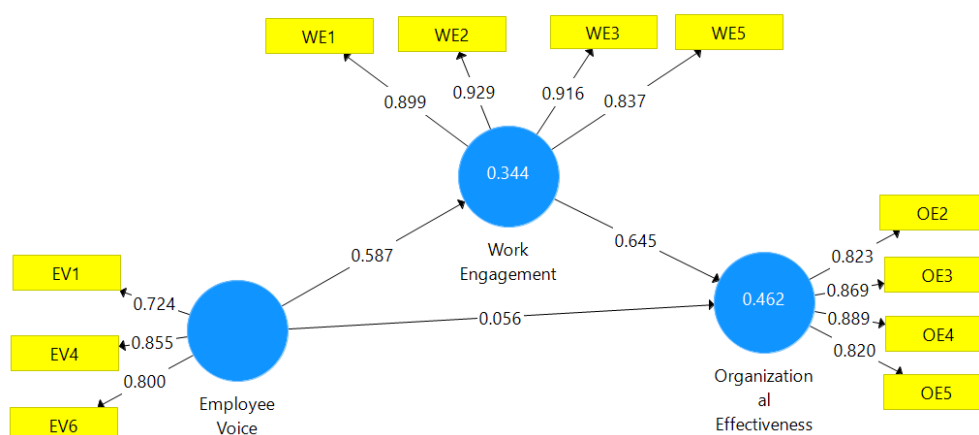 WE1
WE2
WE3
WE5
0.899
0.929
0.916
0.837
0.344
Work
Engagement
0.587
0.645
0.056
EV1
EV4
EV6
0.724
0.855
0.800
Employee
Voice
0.462
Organization
al
Effectiveness
0.823
0.869
0.889
0.820
OE2
OE3
OE4
OE5